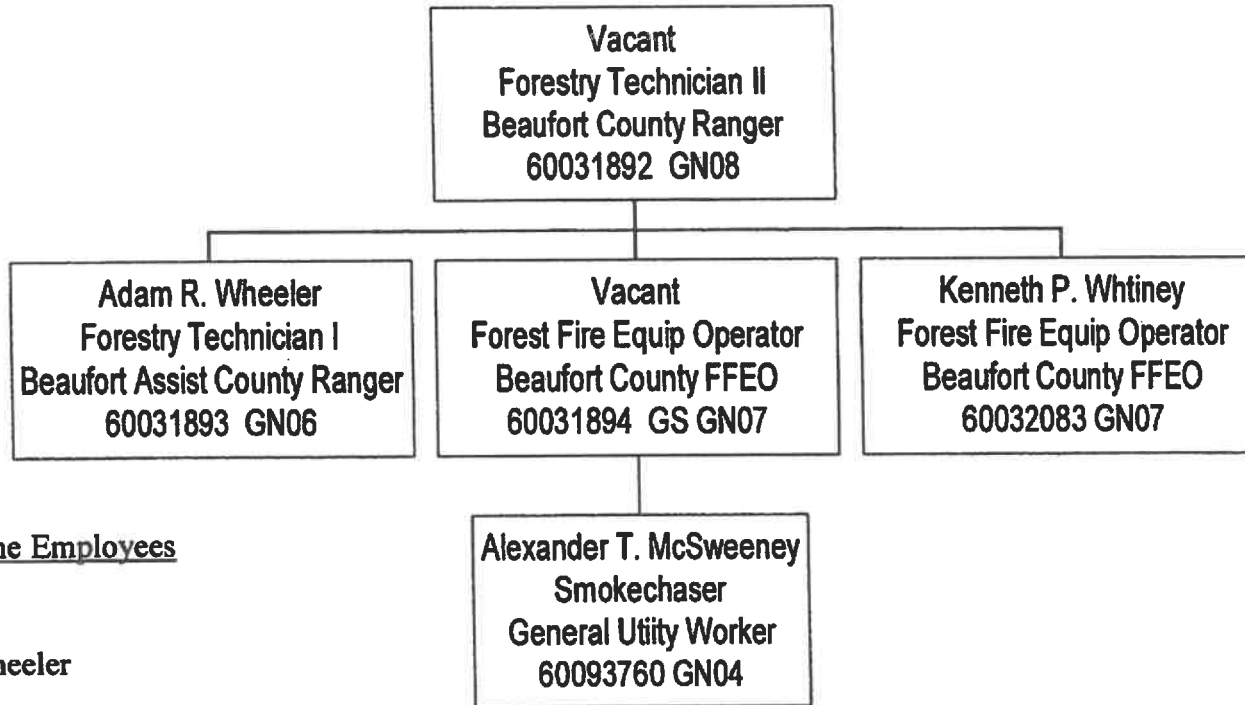 Vacant
Forestry Technician II
Beaufort County Ranger
60031892 GN08
Adam R. Wheeler
Forestry Technician I
Beaufort Assist County Ranger
60031893 GN06
Vacant
Forest Fire Equip Operator
Beaufort County FFEO
60031894 GS GN07
Kenneth P. Whtiney
Forest Fire Equip Operator
Beaufort County FFEO
60032083 GN07
Alexander T. McSweeney
Smokechaser
General Utiity Worker
60093760 GN04
Employees